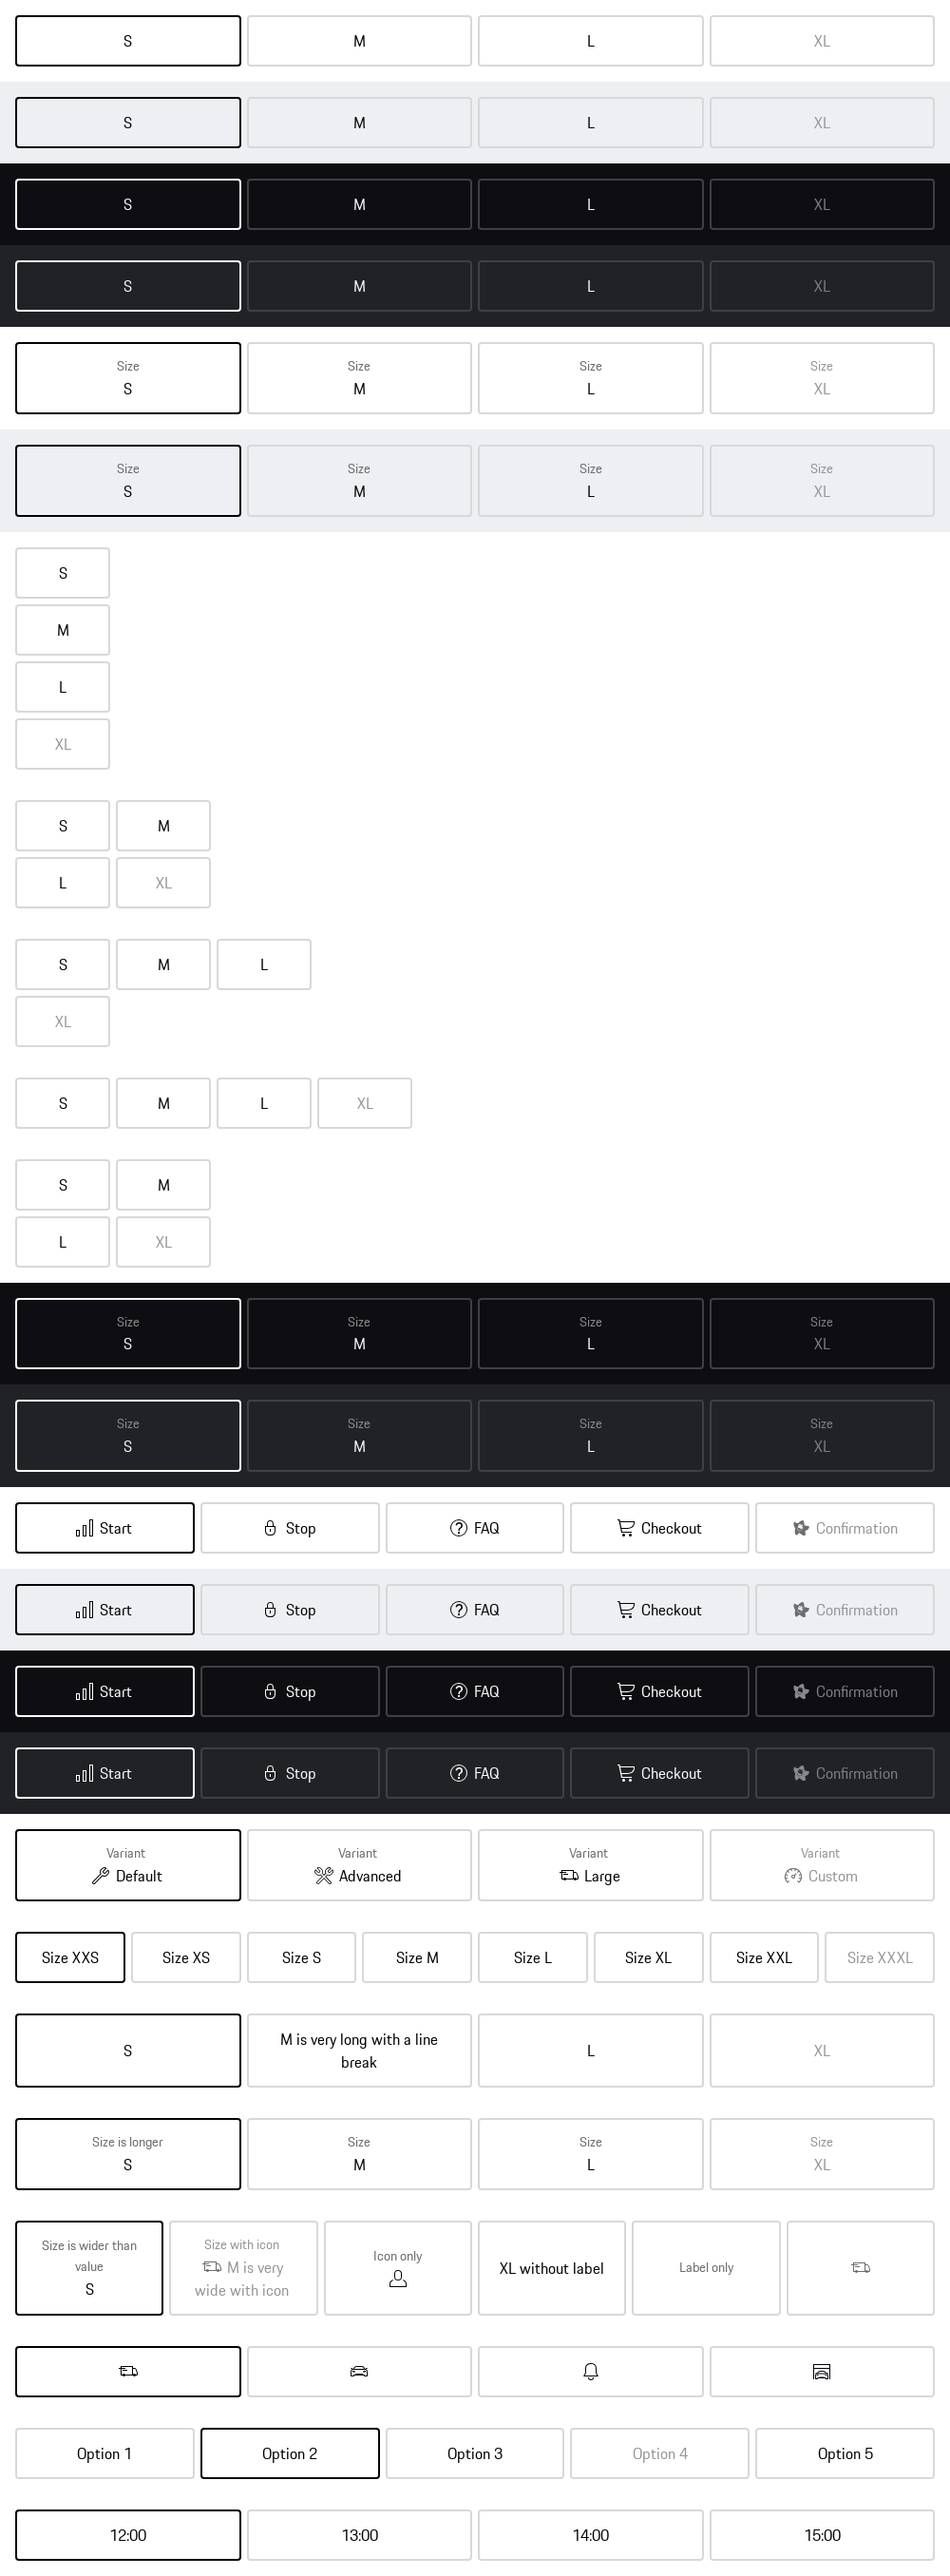 S M L XL
S M L XL
S M L XL
S M L XL
Size Size Size Size
S M L XL
Size Size Size Size
S M L XL
S
M
L
XL
S M
L XL
S M L
XL
S M L XL
S M
L XL
Size Size Size Size
S M L XL
Size Size Size Size
S M L XL
Start Stop FAQ Checkout Confirmation
Start Stop FAQ Checkout Confirmation
Start Stop FAQ Checkout Confirmation
Start Stop FAQ Checkout Confirmation
Variant Variant Variant Variant
Default Advanced Large Custom
Size XXS Size XS Size S Size M Size L Size XL Size XXL Size XXXL
S
M is very long with a line
break
L
XL
Size is longer Size Size Size
S M L XL
Size is wider than
value
S
Size with icon
M is very
wide with icon
Icon only
XL without label
Label only
Option 1 Option 2 Option 3 Option 4 Option 5
12:00 13:00 14:00 15:00